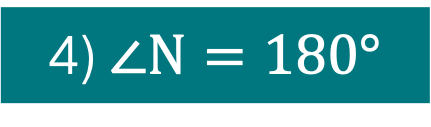 4) ∠N = 180°